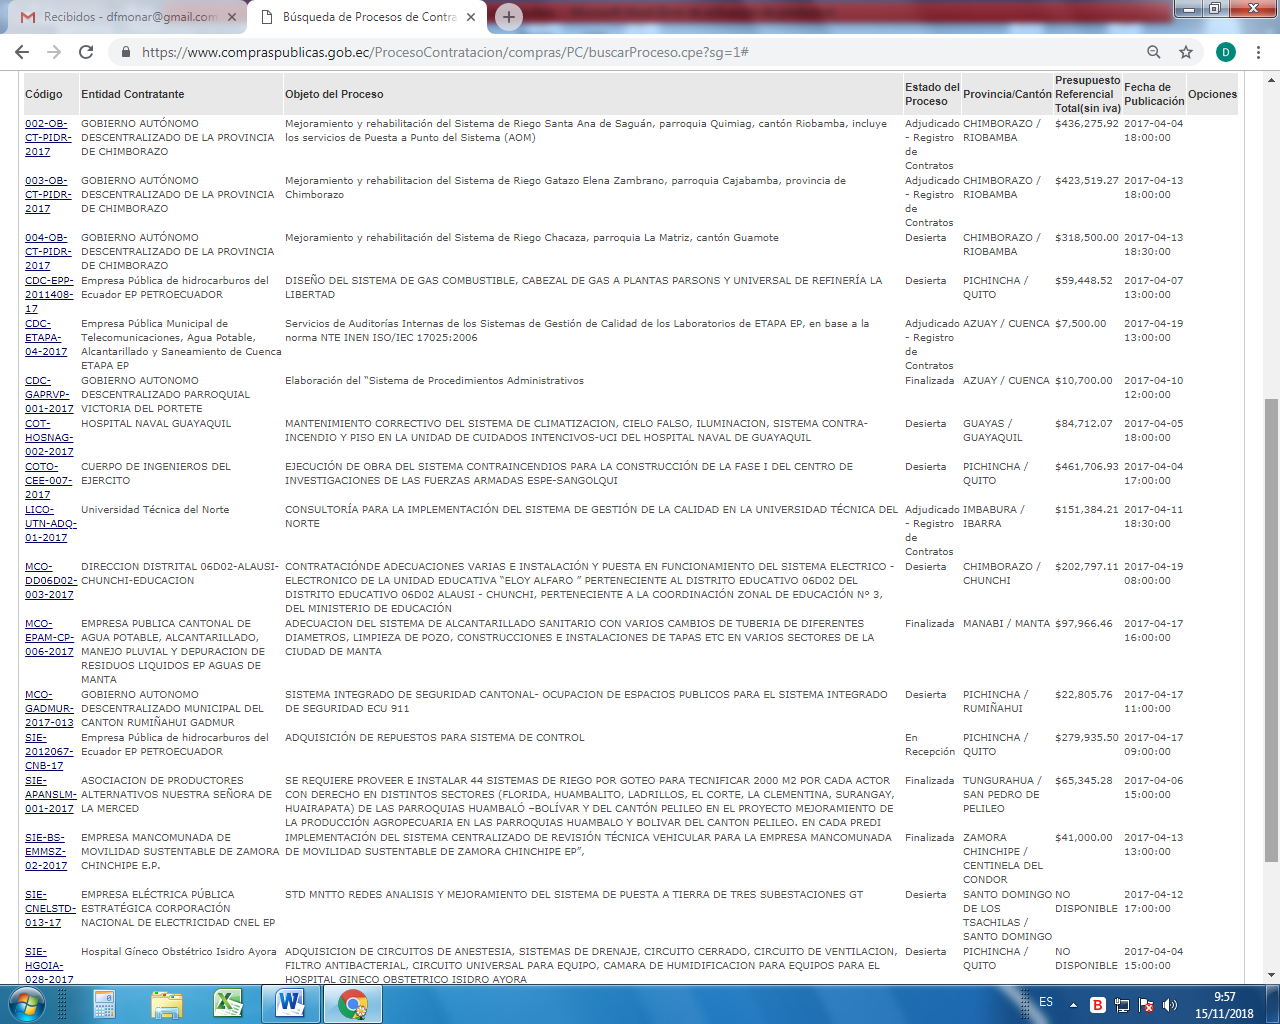 Recibidos - dfmonar@gmail.com
Búsqueda de Procesos de Contra
https://www.compraspublicas.gob.ec/ProcesoContratacion/compras/PC/buscarProceso.cpe?sg=1#
D
Código Entidad Contratante Objeto del Proceso Estado del Proceso Provincia/Cantón Presupuesto Referencial Total(sin iva) Fecha de Publicación Opciones
002-OB-CT-PIDR-2017 GOBIERNO AUTÓNOMO DESCENTRALIZADO DE LA PROVINCIA DE CHIMBORAZO Mejoramiento y rehabilitación del Sistema de Riego Santa Ana de Saguán, parroquia Quimiag, cantón Riobamba, incluye los servicios de Puesta a Punto del Sistema (AOM) Adjudicado - Registro de Contratos CHIMBORAZO / RIOBAMBA $436,275.92 2017-04-04 18:00:00
003-OB-CT-PIDR-2017 GOBIERNO AUTÓNOMO DESCENTRALIZADO DE LA PROVINCIA DE CHIMBORAZO Mejoramiento y rehabilitacion del Sistema de Riego Gatazo Elena Zambrano, parroquia Cajabamba, provincia de Chimborazo Adjudicado - Registro de Contratos CHIMBORAZO / RIOBAMBA $423,519.27 2017-04-13 18:00:00
004-OB-CT-PIDR-2017 GOBIERNO AUTÓNOMO DESCENTRALIZADO DE LA PROVINCIA DE CHIMBORAZO Mejoramiento y rehabilitación del Sistema de Riego Chacaza, parroquia La Matriz, cantón Guamote Desierta CHIMBORAZO / RIOBAMBA $318,500.00 2017-04-13 18:30:00
CDC-EPP-2011408-17 Empresa Pública de hidrocarburos del Ecuador EP PETROECUADOR DISEÑO DEL SISTEMA DE GAS COMBUSTIBLE, CABEZAL DE GAS A PLANTAS PARSONS Y UNIVERSAL DE REFINERÍA LA LIBERTAD Desierta PICHINCHA / QUITO $59,448.52 2017-04-07 13:00:00
CDC-ETAPA-04-2017 Empresa Pública Municipal de Telecomunicaciones, Agua Potable, Alcantarillado y Saneamiento de Cuenca ETAPA EP Servicios de Auditorías Internas de los Sistemas de Gestión de Calidad de los Laboratorios de ETAPA EP, en base a la norma NTE INEN ISO/IEC 17025:2006 Adjudicado - Registro de Contratos AZUAY / CUENCA $7,500.00 2017-04-19 13:00:00
CDC-GAPRVP-001-2017 GOBIERNO AUTONOMO DESCENTRALIZADO PARROQUIAL VICTORIA DEL PORTETE Elaboración del “Sistema de Procedimientos Administrativos Finalizada AZUAY / CUENCA $10,700.00 2017-04-10 12:00:00
COT-HOSNAG-002-2017 HOSPITAL NAVAL GUAYAQUIL MANTENIMIENTO CORRECTIVO DEL SISTEMA DE CLIMATIZACION, CIELO FALSO, ILUMINACION, SISTEMA CONTRA-INCENDIO Y PISO EN LA UNIDAD DE CUIDADOS INTENCIVOS-UCI DEL HOSPITAL NAVAL DE GUAYAQUIL Desierta GUAYAS / GUAYAQUIL $84,712.07 2017-04-05 18:00:00
COTO-CEE-007-2017 CUERPO DE INGENIEROS DEL EJERCITO EJECUCIÓN DE OBRA DEL SISTEMA CONTRAINCENDIOS PARA LA CONSTRUCCIÓN DE LA FASE I DEL CENTRO DE INVESTIGACIONES DE LAS FUERZAS ARMADAS ESPE-SANGOLQUI Desierta PICHINCHA / QUITO $461,706.93 2017-04-04 17:00:00
LICO-UTN-ADQ-01-2017 Universidad Técnica del Norte CONSULTORÍA PARA LA IMPLEMENTACIÓN DEL SISTEMA DE GESTIÓN DE LA CALIDAD EN LA UNIVERSIDAD TÉCNICA DEL NORTE Adjudicado - Registro de Contratos IMBABURA / IBARRA $151,384.21 2017-04-11 18:30:00
MCO-DD06D02-003-2017 DIRECCION DISTRITAL 06D02-ALAUSI-CHUNCHI-EDUCACION CONTRATACIÓNDE ADECUACIONES VARIAS E INSTALACIÓN Y PUESTA EN FUNCIONAMIENTO DEL SISTEMA ELECTRICO - ELECTRONICO DE LA UNIDAD EDUCATIVA “ELOY ALFARO ” PERTENECIENTE AL DISTRITO EDUCATIVO 06D02 DEL DISTRITO EDUCATIVO 06D02 ALAUSI - CHUNCHI, PERTENECIENTE A LA COORDINACIÓN ZONAL DE EDUCACIÓN Nº 3, DEL MINISTERIO DE EDUCACIÓN Desierta CHIMBORAZO / CHUNCHI $202,797.11 2017-04-19 08:00:00
MCO-EPAM-CP-006-2017 EMPRESA PUBLICA CANTONAL DE AGUA POTABLE, ALCANTARILLADO, MANEJO PLUVIAL Y DEPURACION DE RESIDUOS LIQUIDOS EP AGUAS DE MANTA ADECUACION DEL SISTEMA DE ALCANTARILLADO SANITARIO CON VARIOS CAMBIOS DE TUBERIA DE DIFERENTES DIAMETROS, LIMPIEZA DE POZO, CONSTRUCCIONES E INSTALACIONES DE TAPAS ETC EN VARIOS SECTORES DE LA CIUDAD DE MANTA Finalizada MANABI / MANTA $97,966.46 2017-04-17 16:00:00
MCO-GADMUR-2017-013 GOBIERNO AUTONOMO DESCENTRALIZADO MUNICIPAL DEL CANTON RUMIÑAHUI GADMUR SISTEMA INTEGRADO DE SEGURIDAD CANTONAL- OCUPACION DE ESPACIOS PUBLICOS PARA EL SISTEMA INTEGRADO DE SEGURIDAD ECU 911 Desierta PICHINCHA / RUMIÑAHUI $22,805.76 2017-04-17 11:00:00
SIE-2012067-CNB-17 Empresa Pública de hidrocarburos del Ecuador EP PETROECUADOR ADQUISICIÓN DE REPUESTOS PARA SISTEMA DE CONTROL En Recepción PICHINCHA / QUITO $279,935.50 2017-04-17 09:00:00
SIE-APANSLM-001-2017 ASOCIACION DE PRODUCTORES ALTERNATIVOS NUESTRA SEÑORA DE LA MERCED SE REQUIERE PROVEER E INSTALAR 44 SISTEMAS DE RIEGO POR GOTEO PARA TECNIFICAR 2000 M2 POR CADA ACTOR CON DERECHO EN DISTINTOS SECTORES (FLORIDA, HUAMBALITO, LADRILLOS, EL CORTE, LA CLEMENTINA, SURANGAY, HUAIRAPATA) DE LAS PARROQUIAS HUAMBALÓ –BOLÍVAR Y DEL CANTÓN PELILEO EN EL PROYECTO MEJORAMIENTO DE LA PRODUCCIÓN AGROPECUARIA EN LAS PARROQUIAS HUAMBALO Y BOLIVAR DEL CANTON PELILEO. EN CADA PREDI Finalizada TUNGURAHUA / SAN PEDRO DE PELILEO $65,345.28 2017-04-06 15:00:00
SIE-BS-EMMSZ-02-2017 EMPRESA MANCOMUNADA DE MOVILIDAD SUSTENTABLE DE ZAMORA CHINCHIPE E.P. IMPLEMENTACIÓN DEL SISTEMA CENTRALIZADO DE REVISIÓN TÉCNICA VEHICULAR PARA LA EMPRESA MANCOMUNADA DE MOVILIDAD SUSTENTABLE DE ZAMORA CHINCHIPE EP”, Finalizada ZAMORA CHINCHIPE / CENTINELA DEL CONDOR $41,000.00 2017-04-13 13:00:00
SIE-CNELSTD-013-17 EMPRESA ELÉCTRICA PÚBLICA ESTRATÉGICA CORPORACIÓN NACIONAL DE ELECTRICIDAD CNEL EP STD MNTTO REDES ANALISIS Y MEJORAMIENTO DEL SISTEMA DE PUESTA A TIERRA DE TRES SUBESTACIONES GT Desierta SANTO DOMINGO DE LOS TSACHILAS / SANTO DOMINGO NO DISPONIBLE 2017-04-12 17:00:00
SIE-HGOIA-028-2017 Hospital Gíneco Obstétrico Isidro Ayora ADQUISICION DE CIRCUITOS DE ANESTESIA, SISTEMAS DE DRENAJE, CIRCUITO CERRADO, CIRCUITO DE VENTILACION, FILTRO ANTIBACTERIAL, CIRCUITO UNIVERSAL PARA EQUIPO, CAMARA DE HUMIDIFICACION PARA EQUIPOS PARA EL HOSPITAL GINECO OBSTETRICO ISIDRO AYORA Desierta PICHINCHA / QUITO NO DISPONIBLE 2017-04-04 15:00:00
ES
9:57
15/11/2018